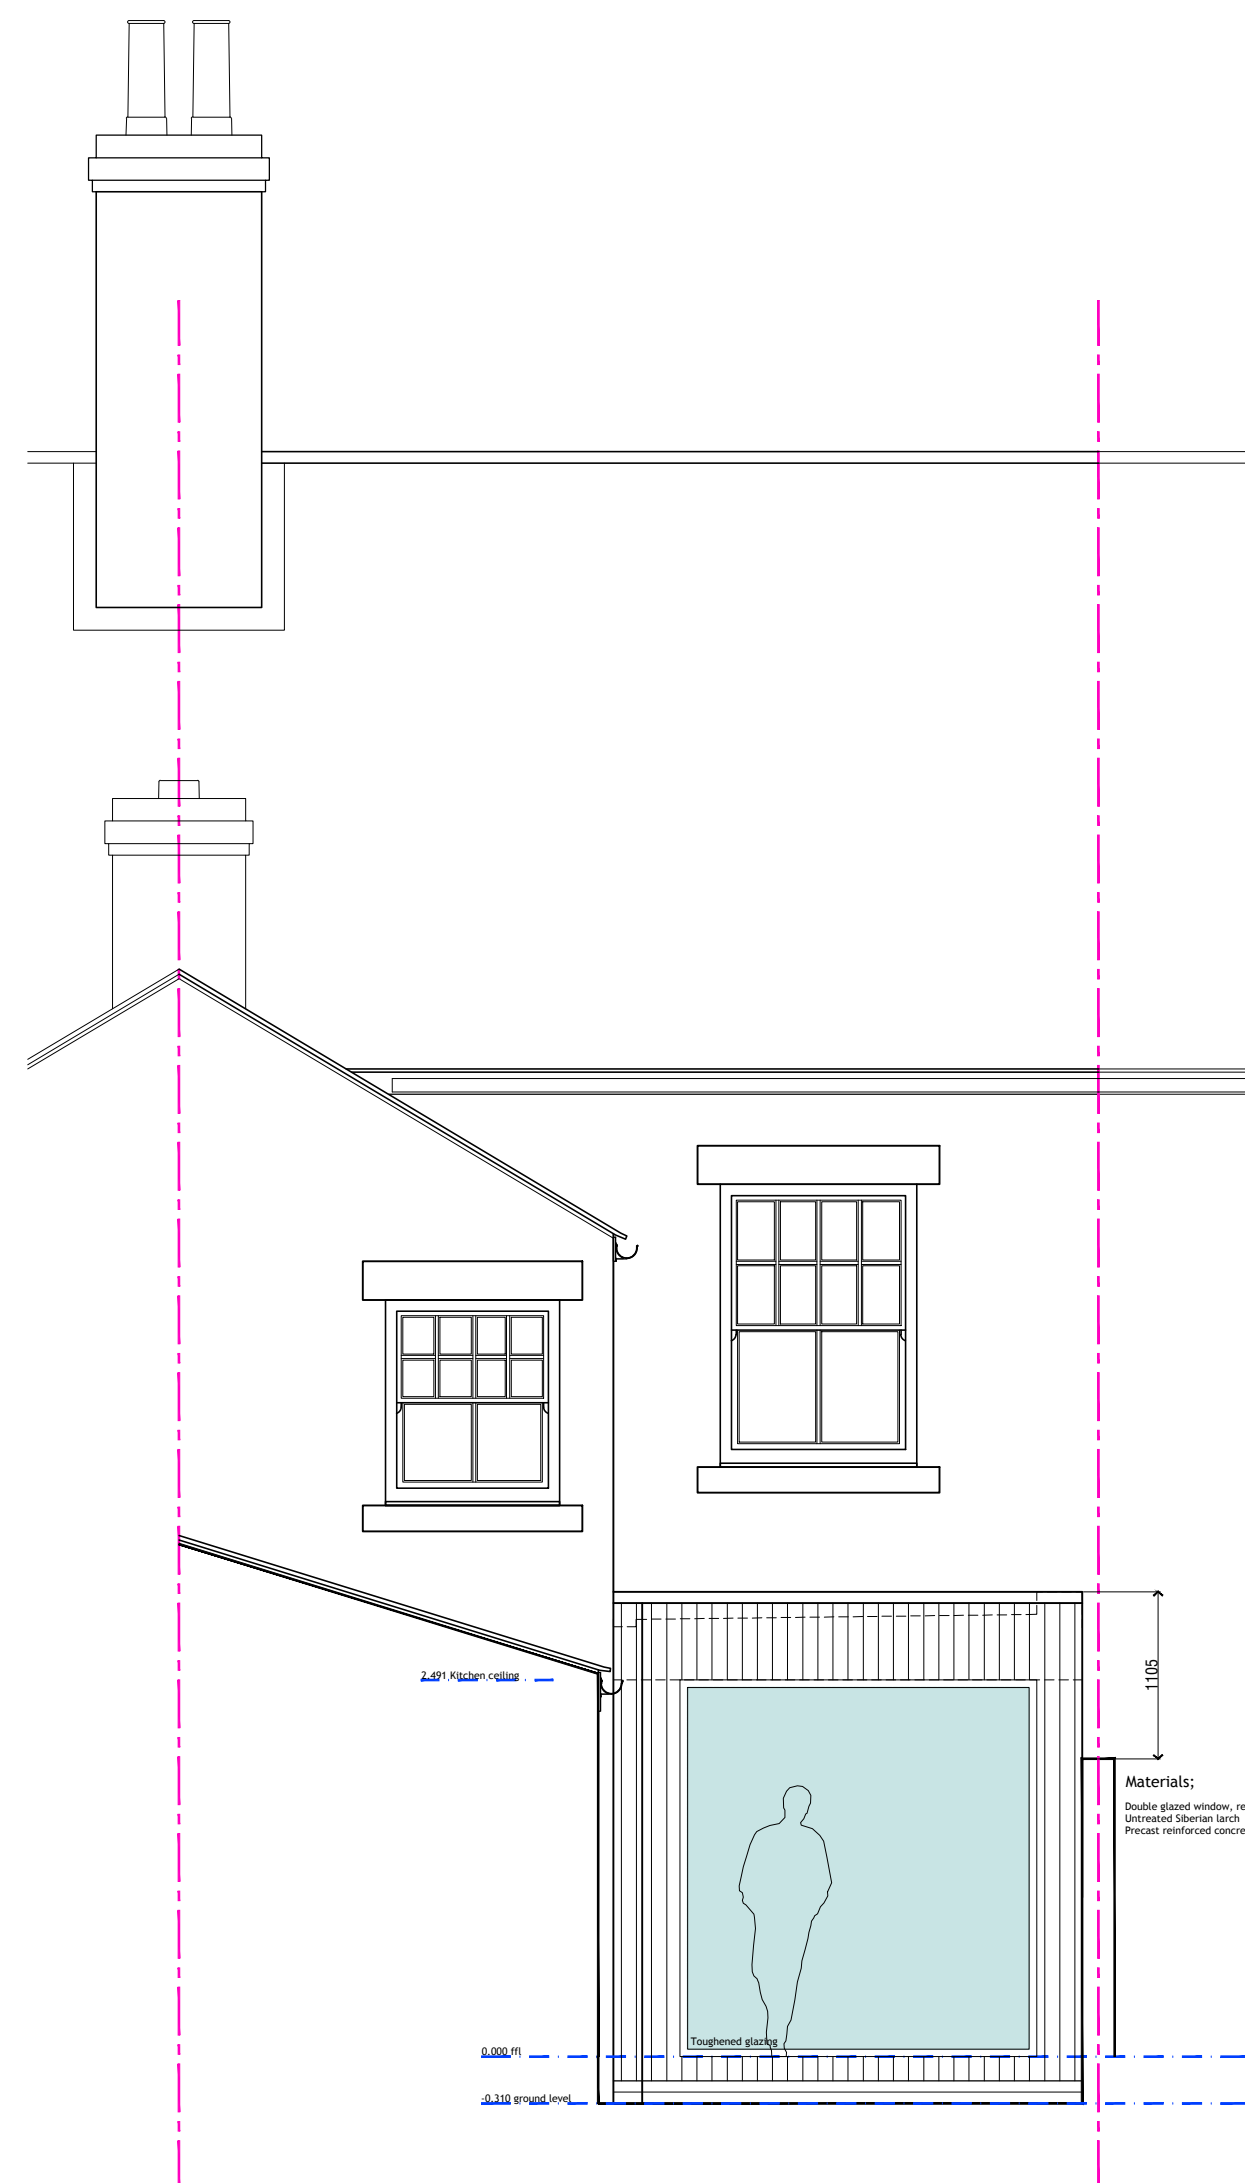 2.491 Kitchen ceiling
1105
Materials;
Double glazed window, re
Untreated Siberian larch
Precast reinforced concre
Toughened glazing
0.000 ffl
-0.310 ground level